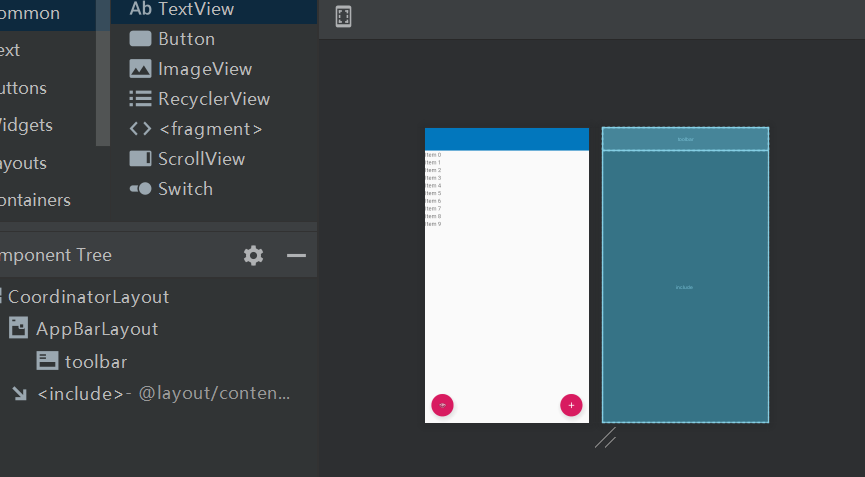 ommon
ext
uttons
Vidgets
ayouts
ontainers
Ab TextView
Button
ImageView
RecyclerView
<fragment>
ScrollView
Switch
mponent Tree
CoordinatorLayout
AppBarLayout
toolbar
<include>- @layout/conten...
Item 0
Item 1
Item 2
Item 3
Item 4
Item 5
Item 6
Item 7
Item 8
Item 9
toolbar
include